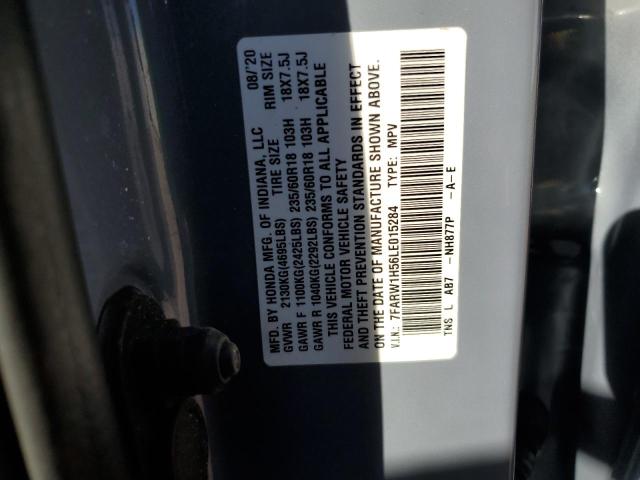 MFD. BY HONDA MFG. OF INDIANA, LLC 08/'20
GVWR 2130KG(4695LBS) TIRE SIZE RIM SIZE
GAWR F 1100KG(2425LBS) 235/60R18 103H 18X7.5J
GAWR R 1040KG(2292LBS) 235/60R18 103H 18X7.5J
THIS VEHICLE CONFORMS TO ALL APPLICABLE
FEDERAL MOTOR VEHICLE SAFETY
AND THEFT PREVENTION STANDARDS IN EFFECT
ON THE DATE OF MANUFACTURE SHOWN ABOVE.
V.I.N.: 7FARW1H56LE015284 TYPE: MPV
TNS L AB7 -NH877P -A-E